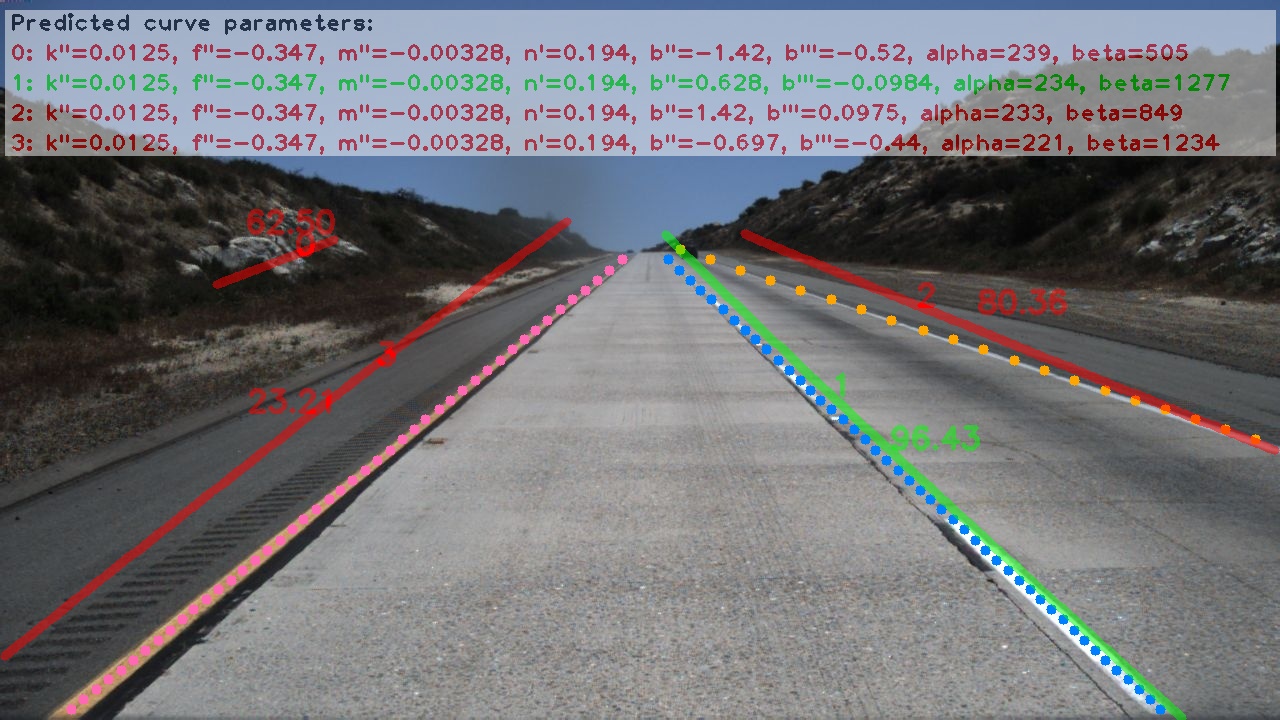 Predicted curve parameters:
0: k''=0.0125, f''=−0.347, m''=−0.00328, n'=0.194, b''=−1.42, b'''=−0.52, alpha=239, beta=505
1: k''=0.0125, f''=−0.347, m''=−0.00328, n'=0.194, b''=0.628, b'''=−0.0984, alpha=234, beta=1277
2: k''=0.0125, f''=−0.347, m''=−0.00328, n'=0.194, b''=1.42, b'''=0.0975, alpha=233, beta=849
3: k''=0.0125, f''=−0.347, m''=−0.00328, n'=0.194, b''=−0.697, b'''=−0.44, alpha=221, beta=1234
62.50
0
2 80.36
3
1
23.21
96.43